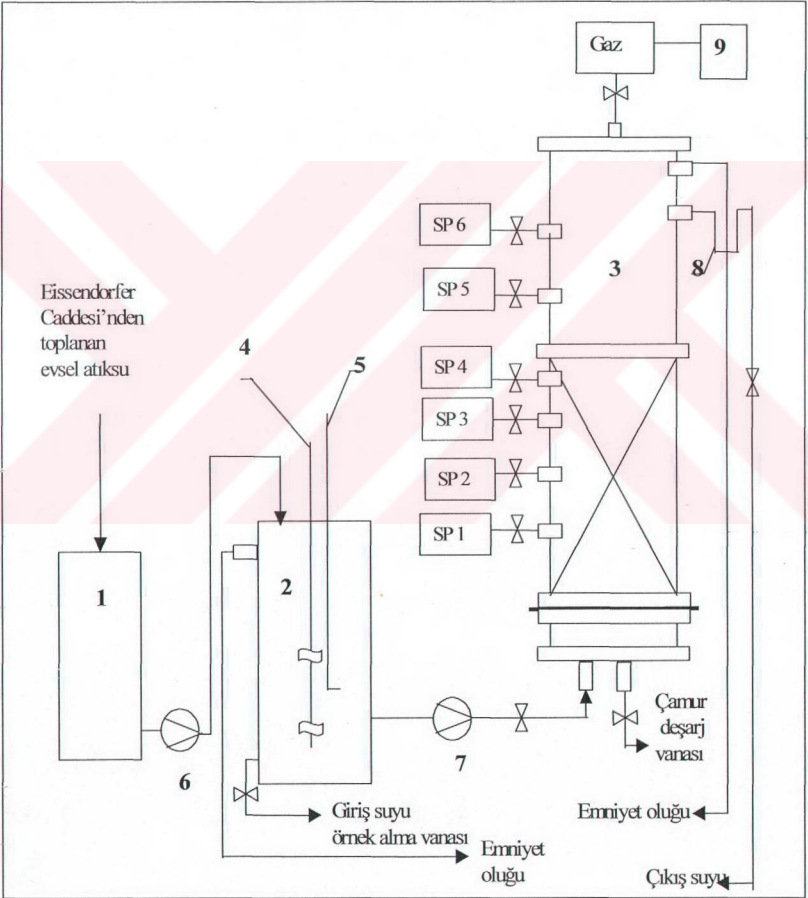 Gaz
9
SP 6
3
8
SP 5
Eissendorfer
Caddesi'nden
toplanan
evsel atıksu
4
5
SP 4
SP 3
SP 2
SP 1
1
2
6
7
Çamur
deşarj
vanası
Giriş suyu
örnek alma vanası
Emniyet
oluğu
Emniyet oluğu
Çıkış suyu